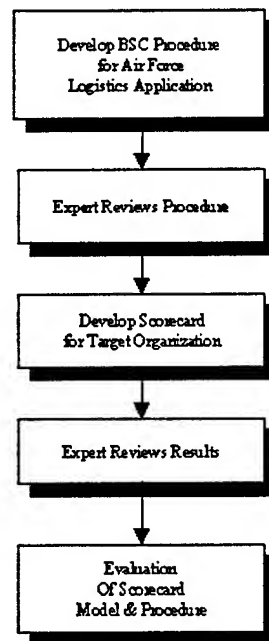 Develop BSC Procedure
for Air Force
Logistics Application
Expert Reviews Procedure
Develop Scorecard
for Target Organization
Expert Reviews Results
Evaluation
Of Scorecard
Model & Procedure